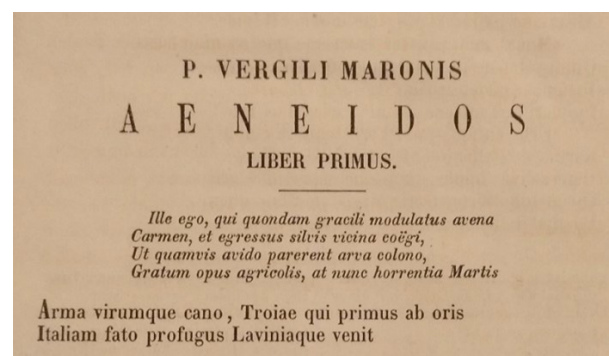 P. VERGILI MARONIS
AENEIDOS
LIBER PRIMUS.
Ille ego, qui quondam gracili modulatus avena
Carmen, et egressus silvis vicina coëgi,
Ut quamvis avido parerent arva colono,
Gratum opus agricolis, at nunc horrentia Martis
Arma virumque cano, Troiae qui primus ab oris
Italiam fato profugus Laviniaque venit